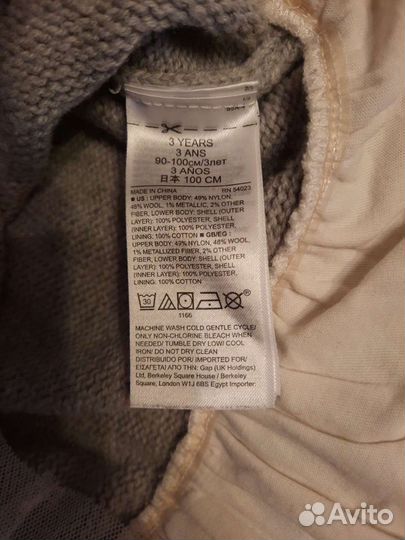 3 YEARS
3 ANS
90-100см/3лет
3 AÑOS
日本 100 CM
MADE IN CHINA RN 54023
■ US : UPPER BODY: 49% NYLON,
48% WOOL, 1% METALLIC, 2% OTHER
FIBER, LOWER BODY: SHELL (OUTER
LAYER): 100% POLYESTER, SHELL
(INNER LAYER): 100% POLYESTER,
LINING: 100% COTTON ■ GB/EG :
UPPER BODY: 49% NYLON, 48% WOOL,
1% METALLIZED FIBER, 2% OTHER
FIBER, LOWER BODY: SHELL (OUTER
LAYER): 100% POLYESTER, SHELL
(INNER LAYER): 100% POLYESTER,
LINING: 100% COTTON
30
1166
MACHINE WASH COLD GENTLE CYCLE/
ONLY NON-CHLORINE BLEACH WHEN
NEEDED/ TUMBLE DRY LOW/ COOL
IRON/ DO NOT DRY CLEAN
DISTRIBUIDO POR/ IMPORTED FOR/
ΕΙΣΑΓΕΤΑΙ ΑΠΟ ΤΗΝ: Gap (UK Holdings)
Ltd, Berkeley Square House / Berkeley
Square, London W1J 6BS Egypt Importer:
Avito